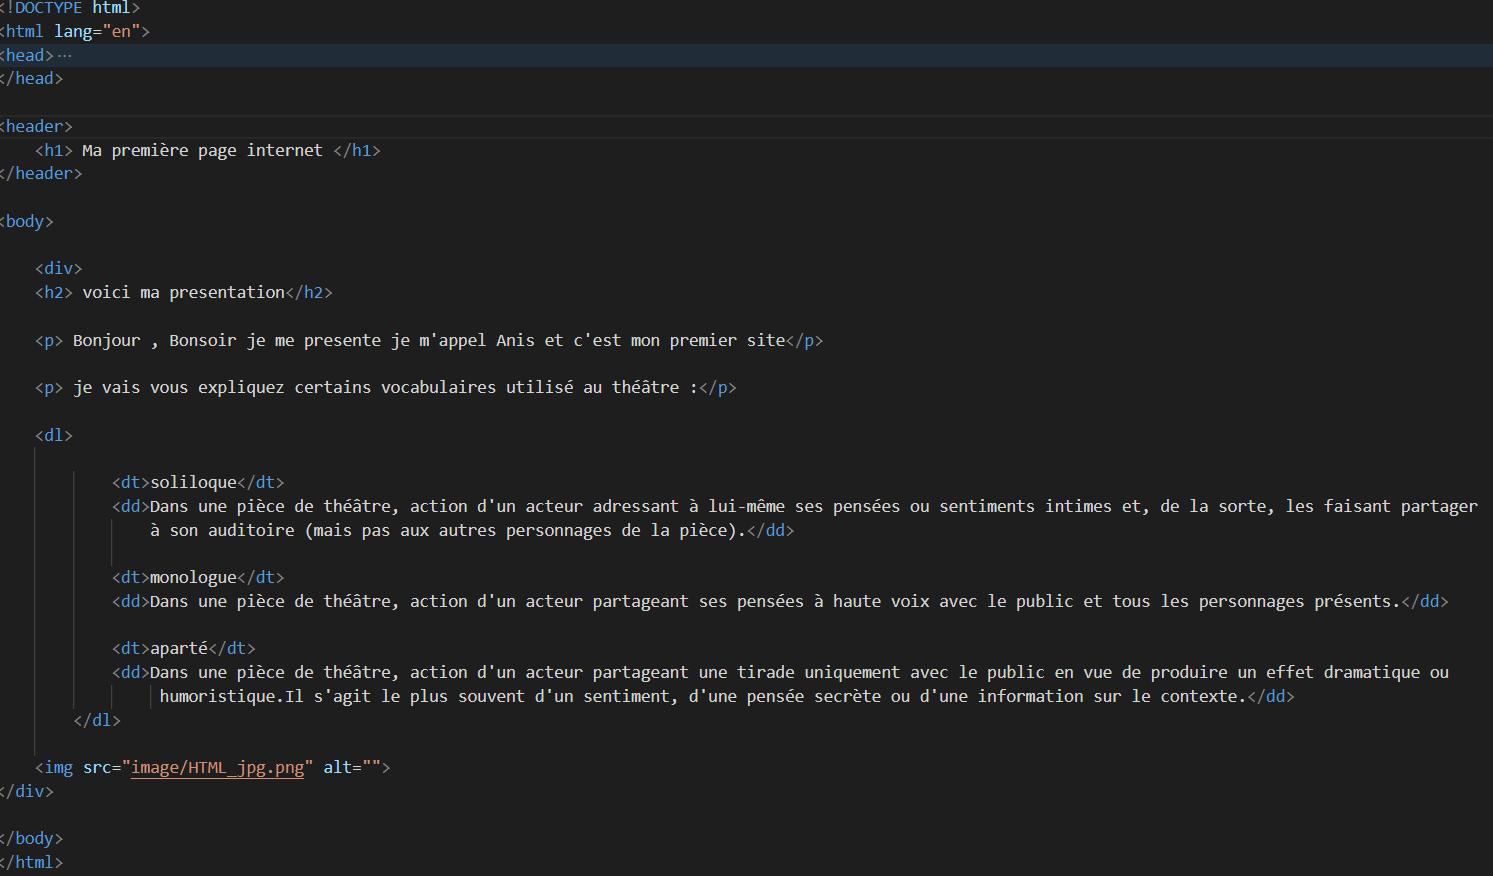 <!DOCTYPE html>
<html lang="en">
<head>···
</head>
<header>
<h1> Ma première page internet </h1>
</header>
<body>
<div>
<h2> voici ma presentation</h2>
<p> Bonjour , Bonsoir je me presente je m'appel Anis et c'est mon premier site</p>
<p> je vais vous expliquez certains vocabulaires utilisé au théâtre :</p>
<dl>
<dt>soliloque</dt>
<dd>Dans une pièce de théâtre, action d'un acteur adressant à lui-même ses pensées ou sentiments intimes et, de la sorte, les faisant partager
à son auditoire (mais pas aux autres personnages de la pièce).</dd>
<dt>monologue</dt>
<dd>Dans une pièce de théâtre, action d'un acteur partageant ses pensées à haute voix avec le public et tous les personnages présents.</dd>
<dt>aparté</dt>
<dd>Dans une pièce de théâtre, action d'un acteur partageant une tirade uniquement avec le public en vue de produire un effet dramatique ou
humoristique.Il s'agit le plus souvent d'un sentiment, d'une pensée secrète ou d'une information sur le contexte.</dd>
</dl>
<img src="image/HTML_jpg.png" alt="">
</div>
</body>
</html>